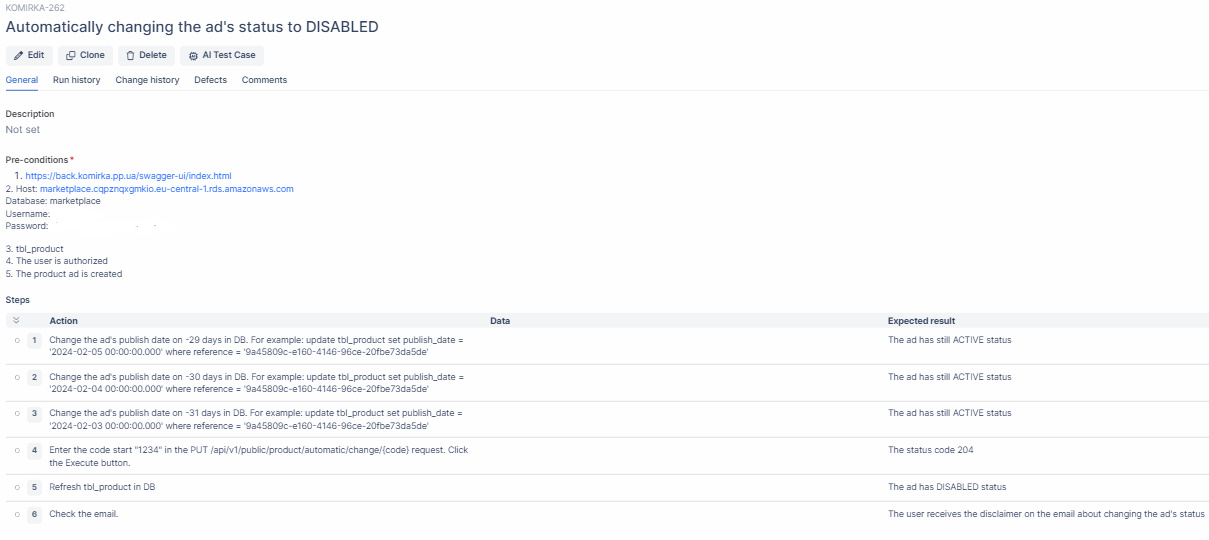 KOMIRKA-262
Automatically changing the ad's status to DISABLED
Edit Clone Delete AI Test Case
General Run history Change history Defects Comments
Description
Not set
Pre-conditions*
1. https://back.komirka.pp.ua/swagger-ui/index.html
2. Host: marketplace.cqpznqxgmkio.eu-central-1.rds.amazonaws.com
Database: marketplace
Username:
Password:
3. tbl_product
4. The user is authorized
5. The product ad is created
Steps
Action Data Expected result
1 Change the ad's publish date on -29 days in DB. For example: update tbl_product set publish_date = The ad has still ACTIVE status
'2024-02-05 00:00:00.000' where reference = '9a45809c-e160-4146-96ce-20fbe73da5de'
2 Change the ad's publish date on -30 days in DB. For example: update tbl_product set publish_date = The ad has still ACTIVE status
'2024-02-04 00:00:00.000' where reference = '9a45809c-e160-4146-96ce-20fbe73da5de'
3 Change the ad's publish date on -31 days in DB. For example: update tbl_product set publish_date = The ad has still ACTIVE status
'2024-02-03 00:00:00.000' where reference = '9a45809c-e160-4146-96ce-20fbe73da5de'
4 Enter the code start "1234" in the PUT /api/v1/public/product/automatic/change/{code} request. Click The status code 204
the Execute button.
5 Refresh tbl_product in DB The ad has DISABLED status
6 Check the email. The user receives the disclaimer on the email about changing the ad's status